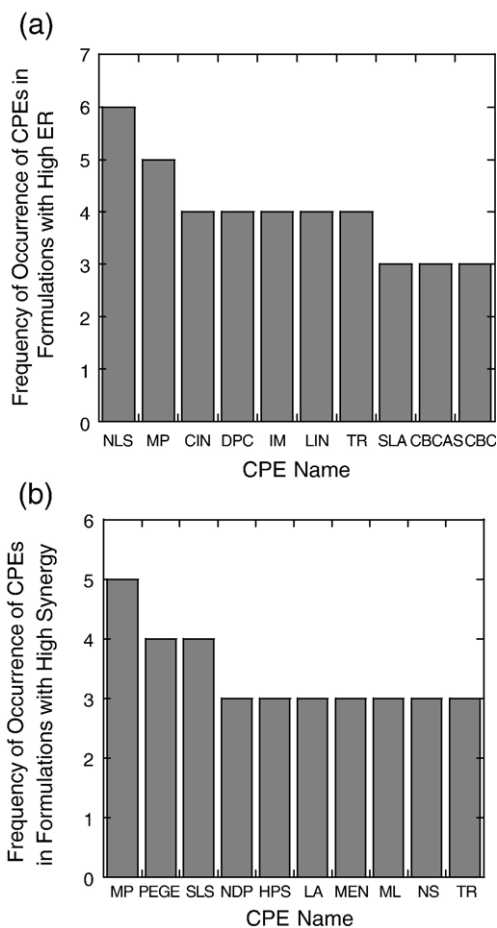 (a)
7
6
5
4
3
2
1
0
Frequency of Occurrence of CPEs in
Formulations with High ER
NLS MP CIN DPC IM LIN TR SLA CBCAS CBC
CPE Name
(b)
6
5
4
3
2
1
0
Frequency of Occurrence of CPEs
in Formulations with High Synergy
MP PEGE SLS NDP HPS LA MEN ML NS TR
CPE Name